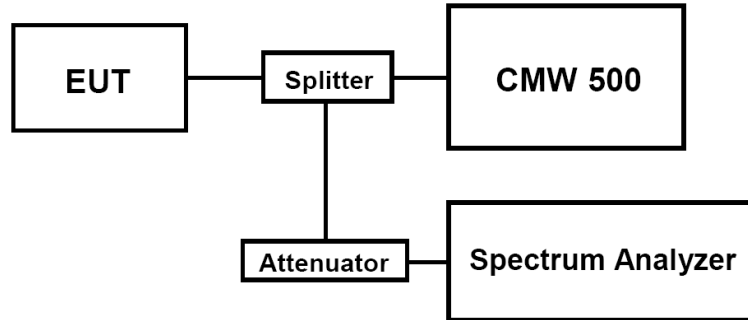 EUT
Splitter
CMW 500
Attenuator
Spectrum Analyzer